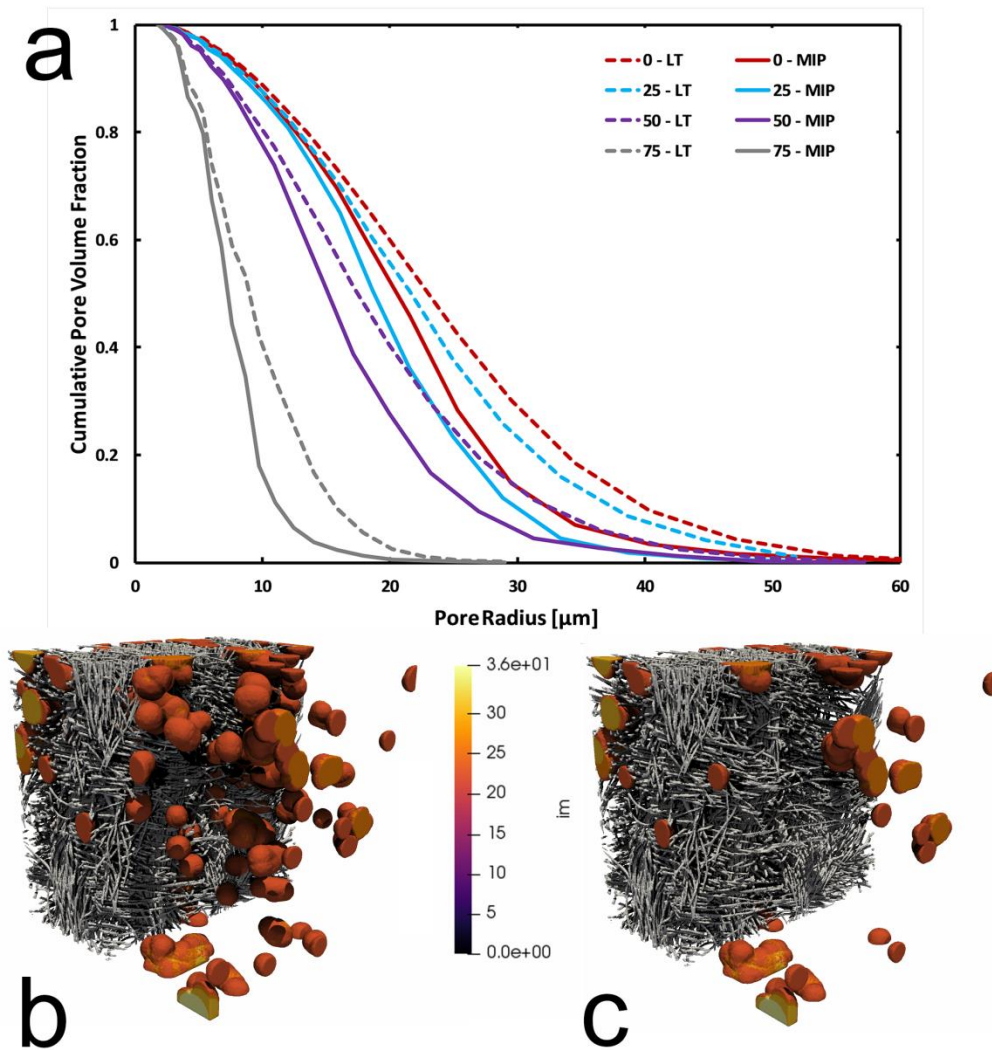 a
1
0.8
0.6
0.4
0.2
0
Cumulative Pore Volume Fraction
0 - LT 0 - MIP
25 - LT 25 - MIP
50 - LT 50 - MIP
75 - LT 75 - MIP
0 10 20 30 40 50 60
Pore Radius [µm]
3.6e+01
30
25
20
15
10
5
0.0e+00
im
b
c